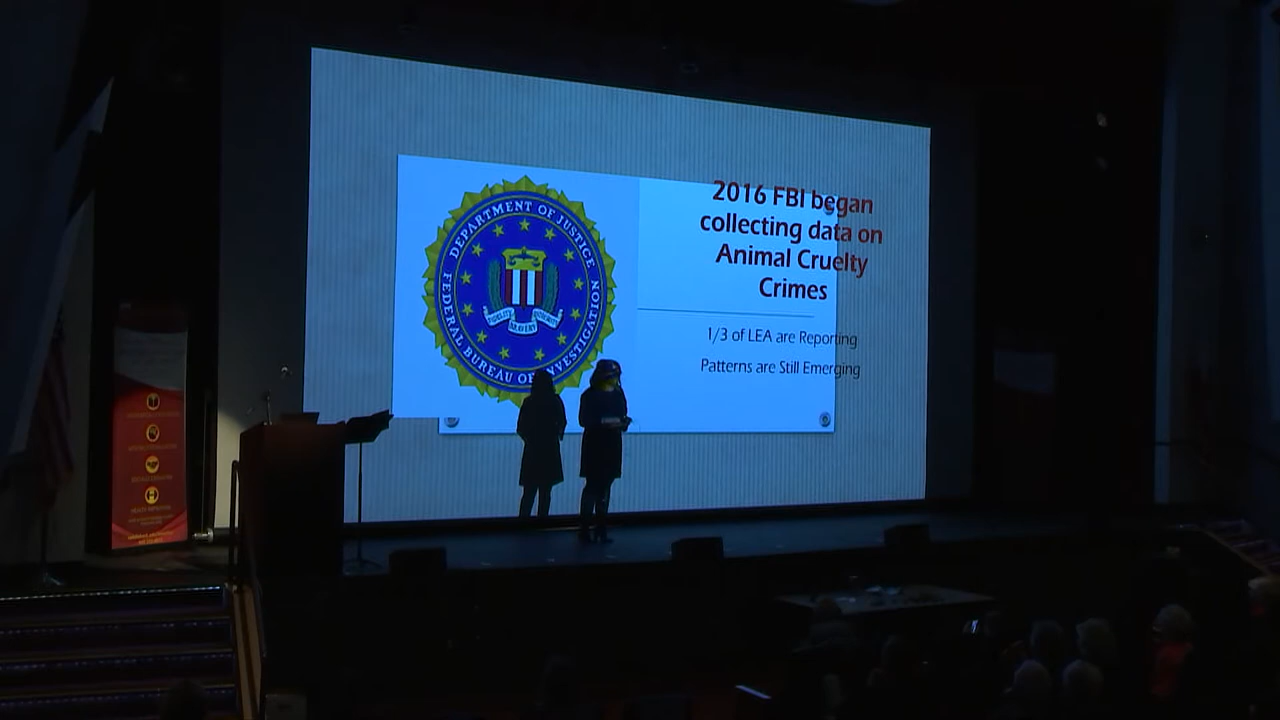 DEPARTMENT OF JUSTICE
FEDERAL BUREAU OF INVESTIGATION
FIDELITY
BRAVERY
INTEGRITY
2016 FBI began
collecting data on
Animal Cruelty
Crimes
1/3 of LEA are Reporting
Patterns are Still Emerging